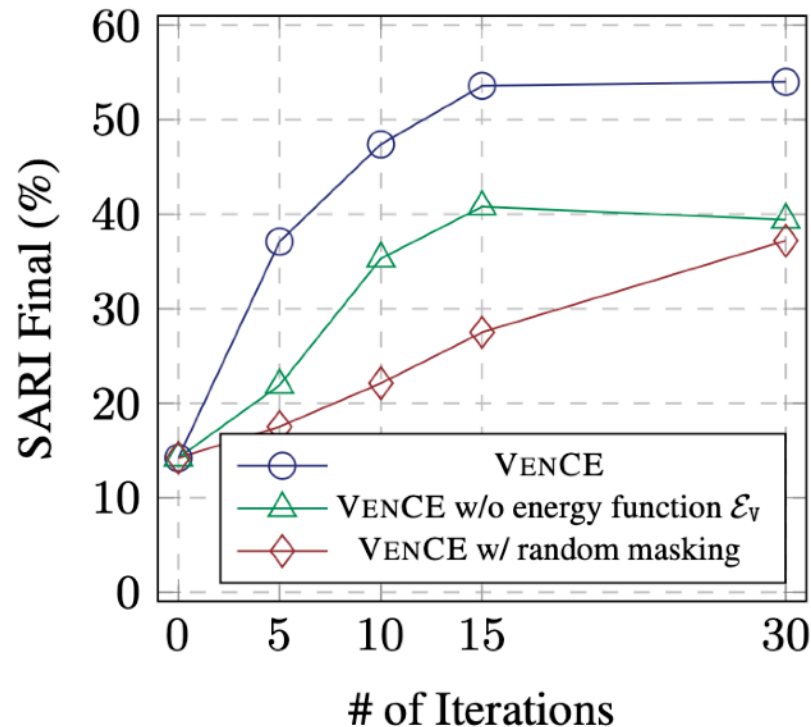 60
50
40
30
20
10
0
SARI Final (%)
VENCE
VENCE w/o energy function ℰᵥ
VENCE w/ random masking
0 5 10 15 30
# of Iterations